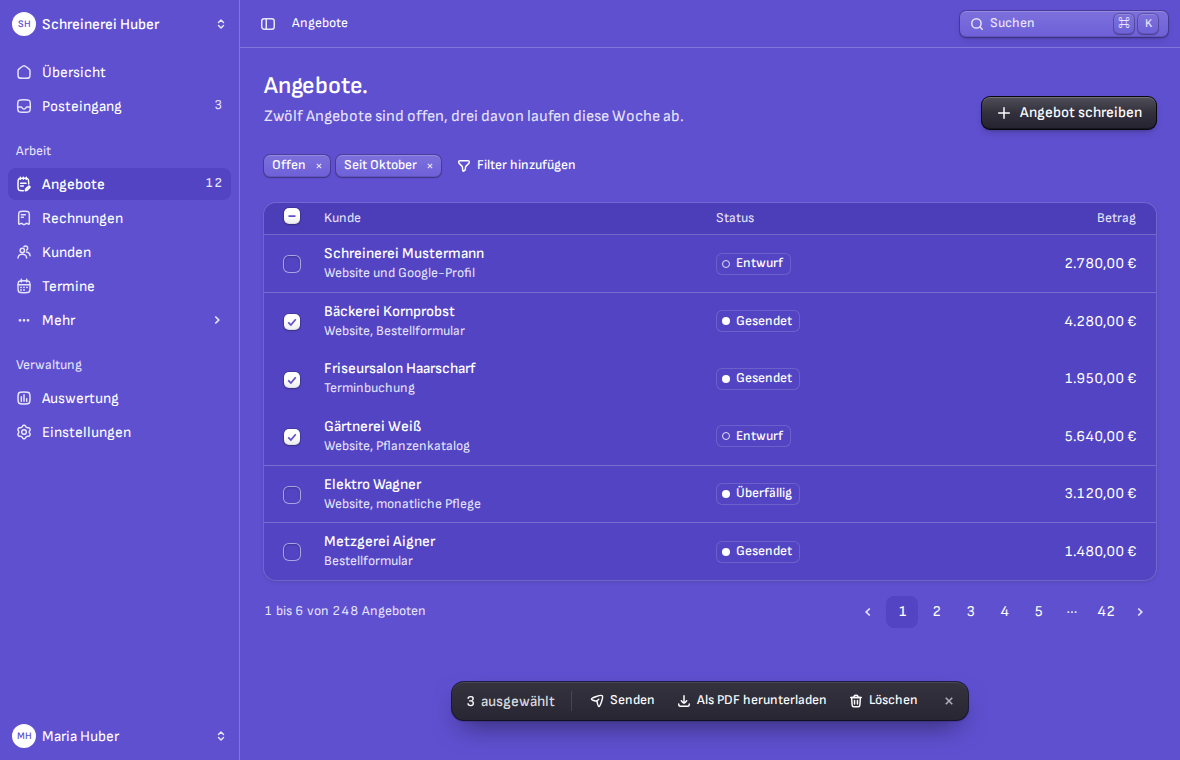 SH Schreinerei Huber
Übersicht
Posteingang 3
Arbeit
Angebote 12
Rechnungen
Kunden
Termine
Mehr
Verwaltung
Auswertung
Einstellungen
MH Maria Huber
Angebote
Suchen ⌘ K
Angebote.
Zwölf Angebote sind offen, drei davon laufen diese Woche ab.
Angebot schreiben
Offen × Seit Oktober × Filter hinzufügen
Kunde Status Betrag
Schreinerei Mustermann
Website und Google-Profil
Entwurf 2.780,00 €
Bäckerei Kornprobst
Website, Bestellformular
Gesendet 4.280,00 €
Friseursalon Haarscharf
Terminbuchung
Gesendet 1.950,00 €
Gärtnerei Weiß
Website, Pflanzenkatalog
Entwurf 5.640,00 €
Elektro Wagner
Website, monatliche Pflege
Überfällig 3.120,00 €
Metzgerei Aigner
Bestellformular
Gesendet 1.480,00 €
1 bis 6 von 248 Angeboten
1 2 3 4 5 ··· 42
3 ausgewählt Senden Als PDF herunterladen Löschen ×